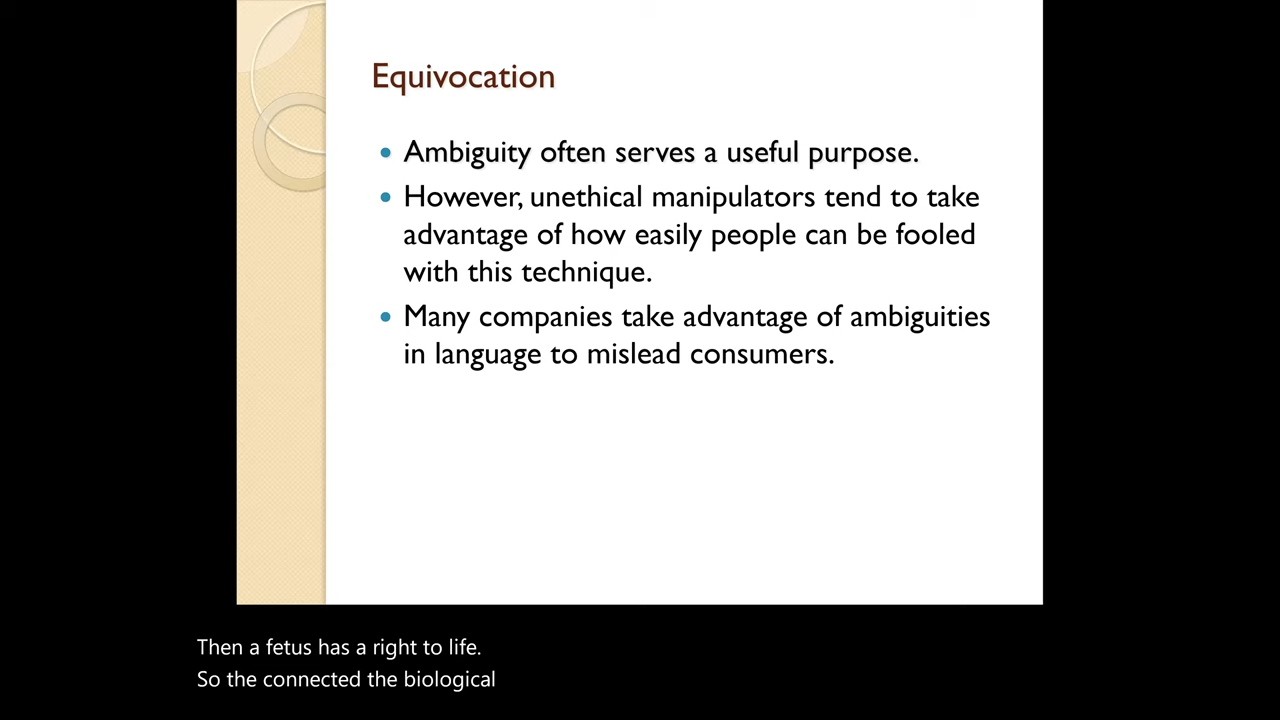 Equivocation
• Ambiguity often serves a useful purpose.
• However, unethical manipulators tend to take
advantage of how easily people can be fooled
with this technique.
• Many companies take advantage of ambiguities
in language to mislead consumers.
Then a fetus has a right to life.
So the connected the biological